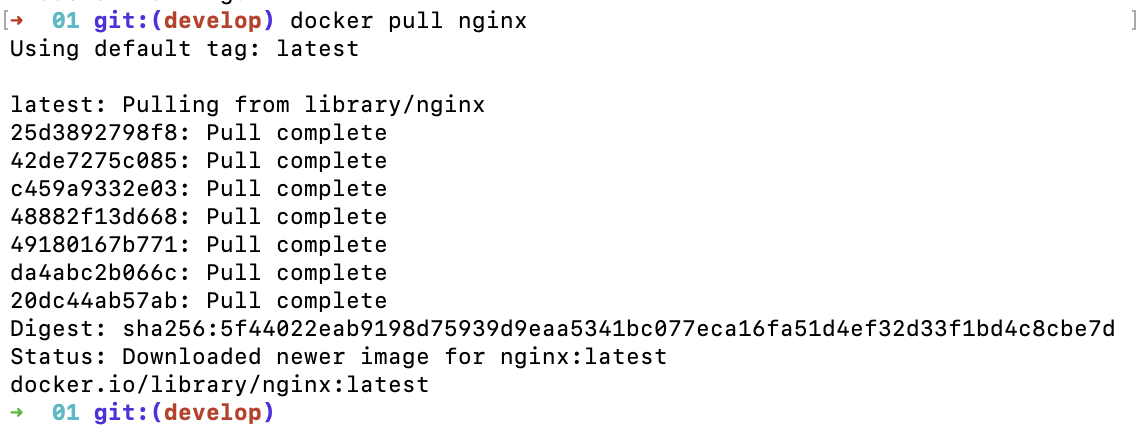 [➜  01 git:(develop) docker pull nginx ]
Using default tag: latest

latest: Pulling from library/nginx
25d3892798f8: Pull complete
42de7275c085: Pull complete
c459a9332e03: Pull complete
48882f13d668: Pull complete
49180167b771: Pull complete
da4abc2b066c: Pull complete
20dc44ab57ab: Pull complete
Digest: sha256:5f44022eab9198d75939d9eaa5341bc077eca16fa51d4ef32d33f1bd4c8cbe7d
Status: Downloaded newer image for nginx:latest
docker.io/library/nginx:latest
➜  01 git:(develop)